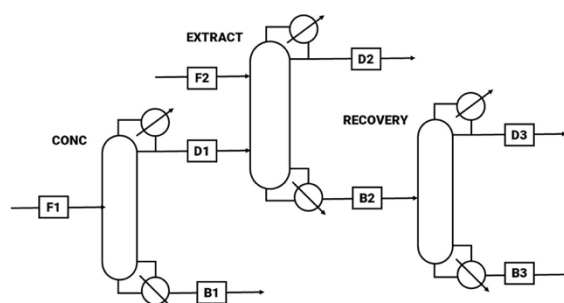 EXTRACT
D2
F2
RECOVERY
D3
CONC
D1
B2
F1
B3
B1